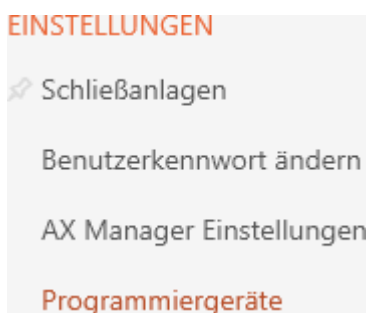 EINSTELLUNGEN
Schließanlagen
Benutzerkennwort ändern
AX Manager Einstellungen
Programmiergeräte